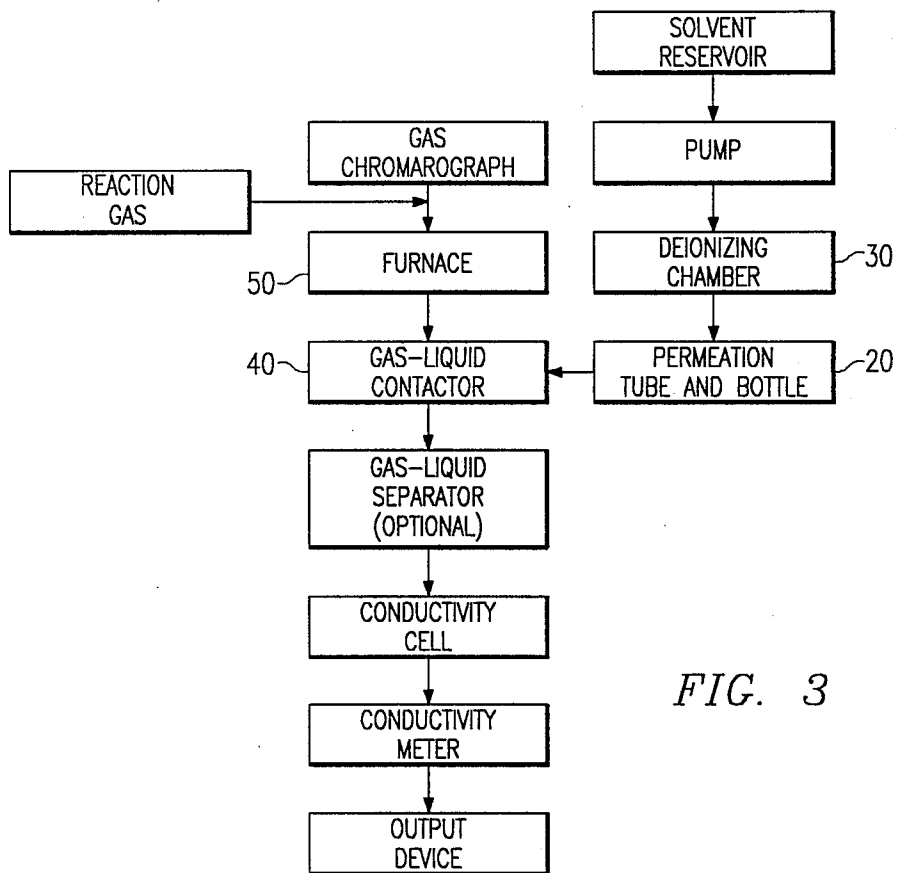 SOLVENT
RESERVOIR
GAS
CHROMAROGRAPH
PUMP
REACTION
GAS
50
FURNACE
DEIONIZING
CHAMBER
30
40
GAS-LIQUID
CONTACTOR
PERMEATION
TUBE AND BOTTLE
20
GAS-LIQUID
SEPARATOR
(OPTIONAL)
CONDUCTIVITY
CELL
CONDUCTIVITY
METER
OUTPUT
DEVICE
FIG. 3